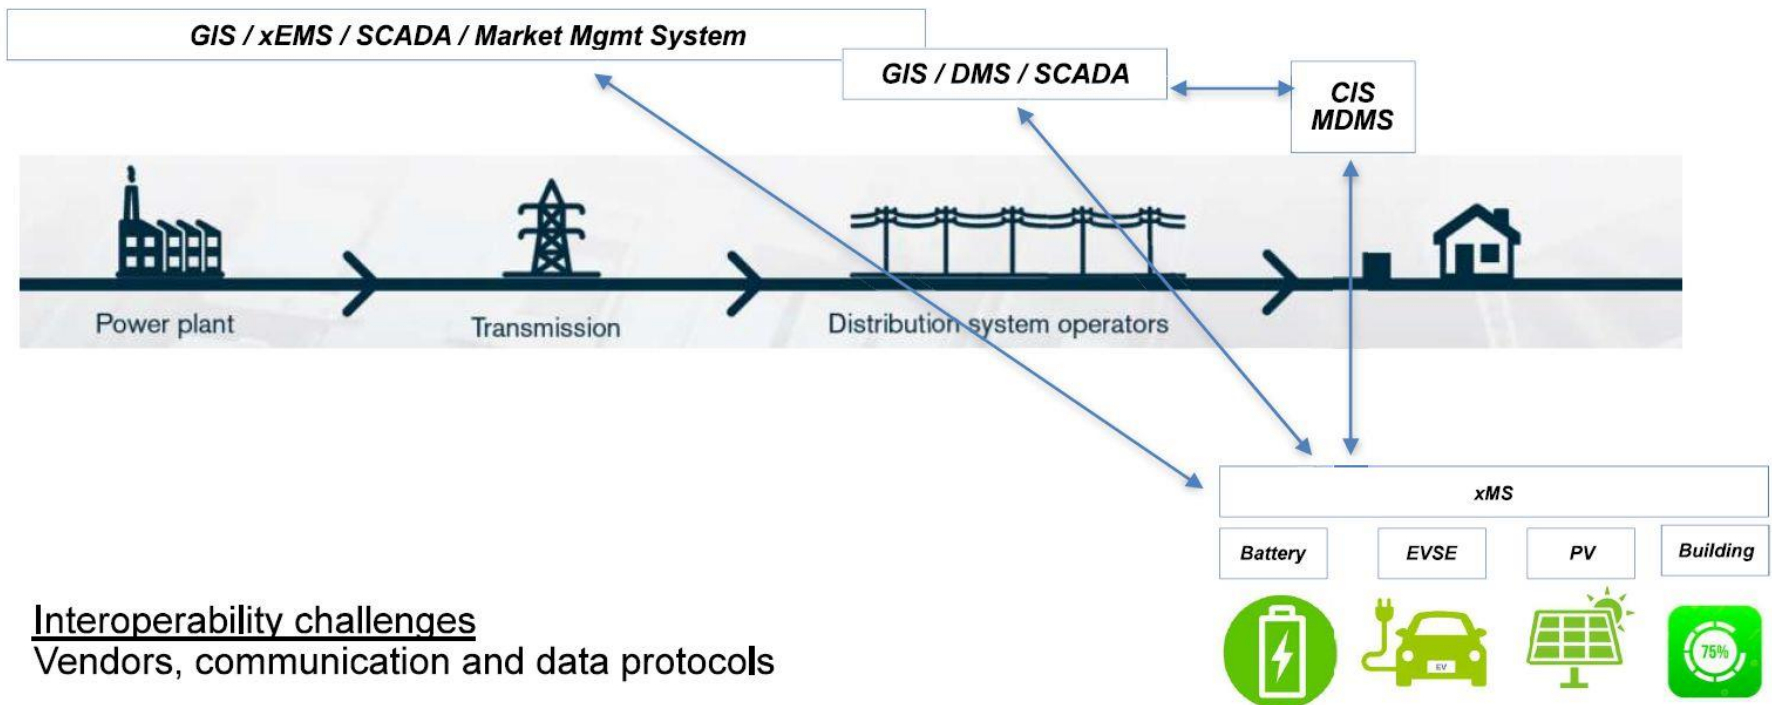 GIS / xEMS / SCADA / Market Mgmt System
GIS / DMS / SCADA
CIS
MDMS
Power plant
Transmission
Distribution system operators
xMS
Battery
EVSE
PV
Building
EV
75%
Interoperability challenges
Vendors, communication and data protocols